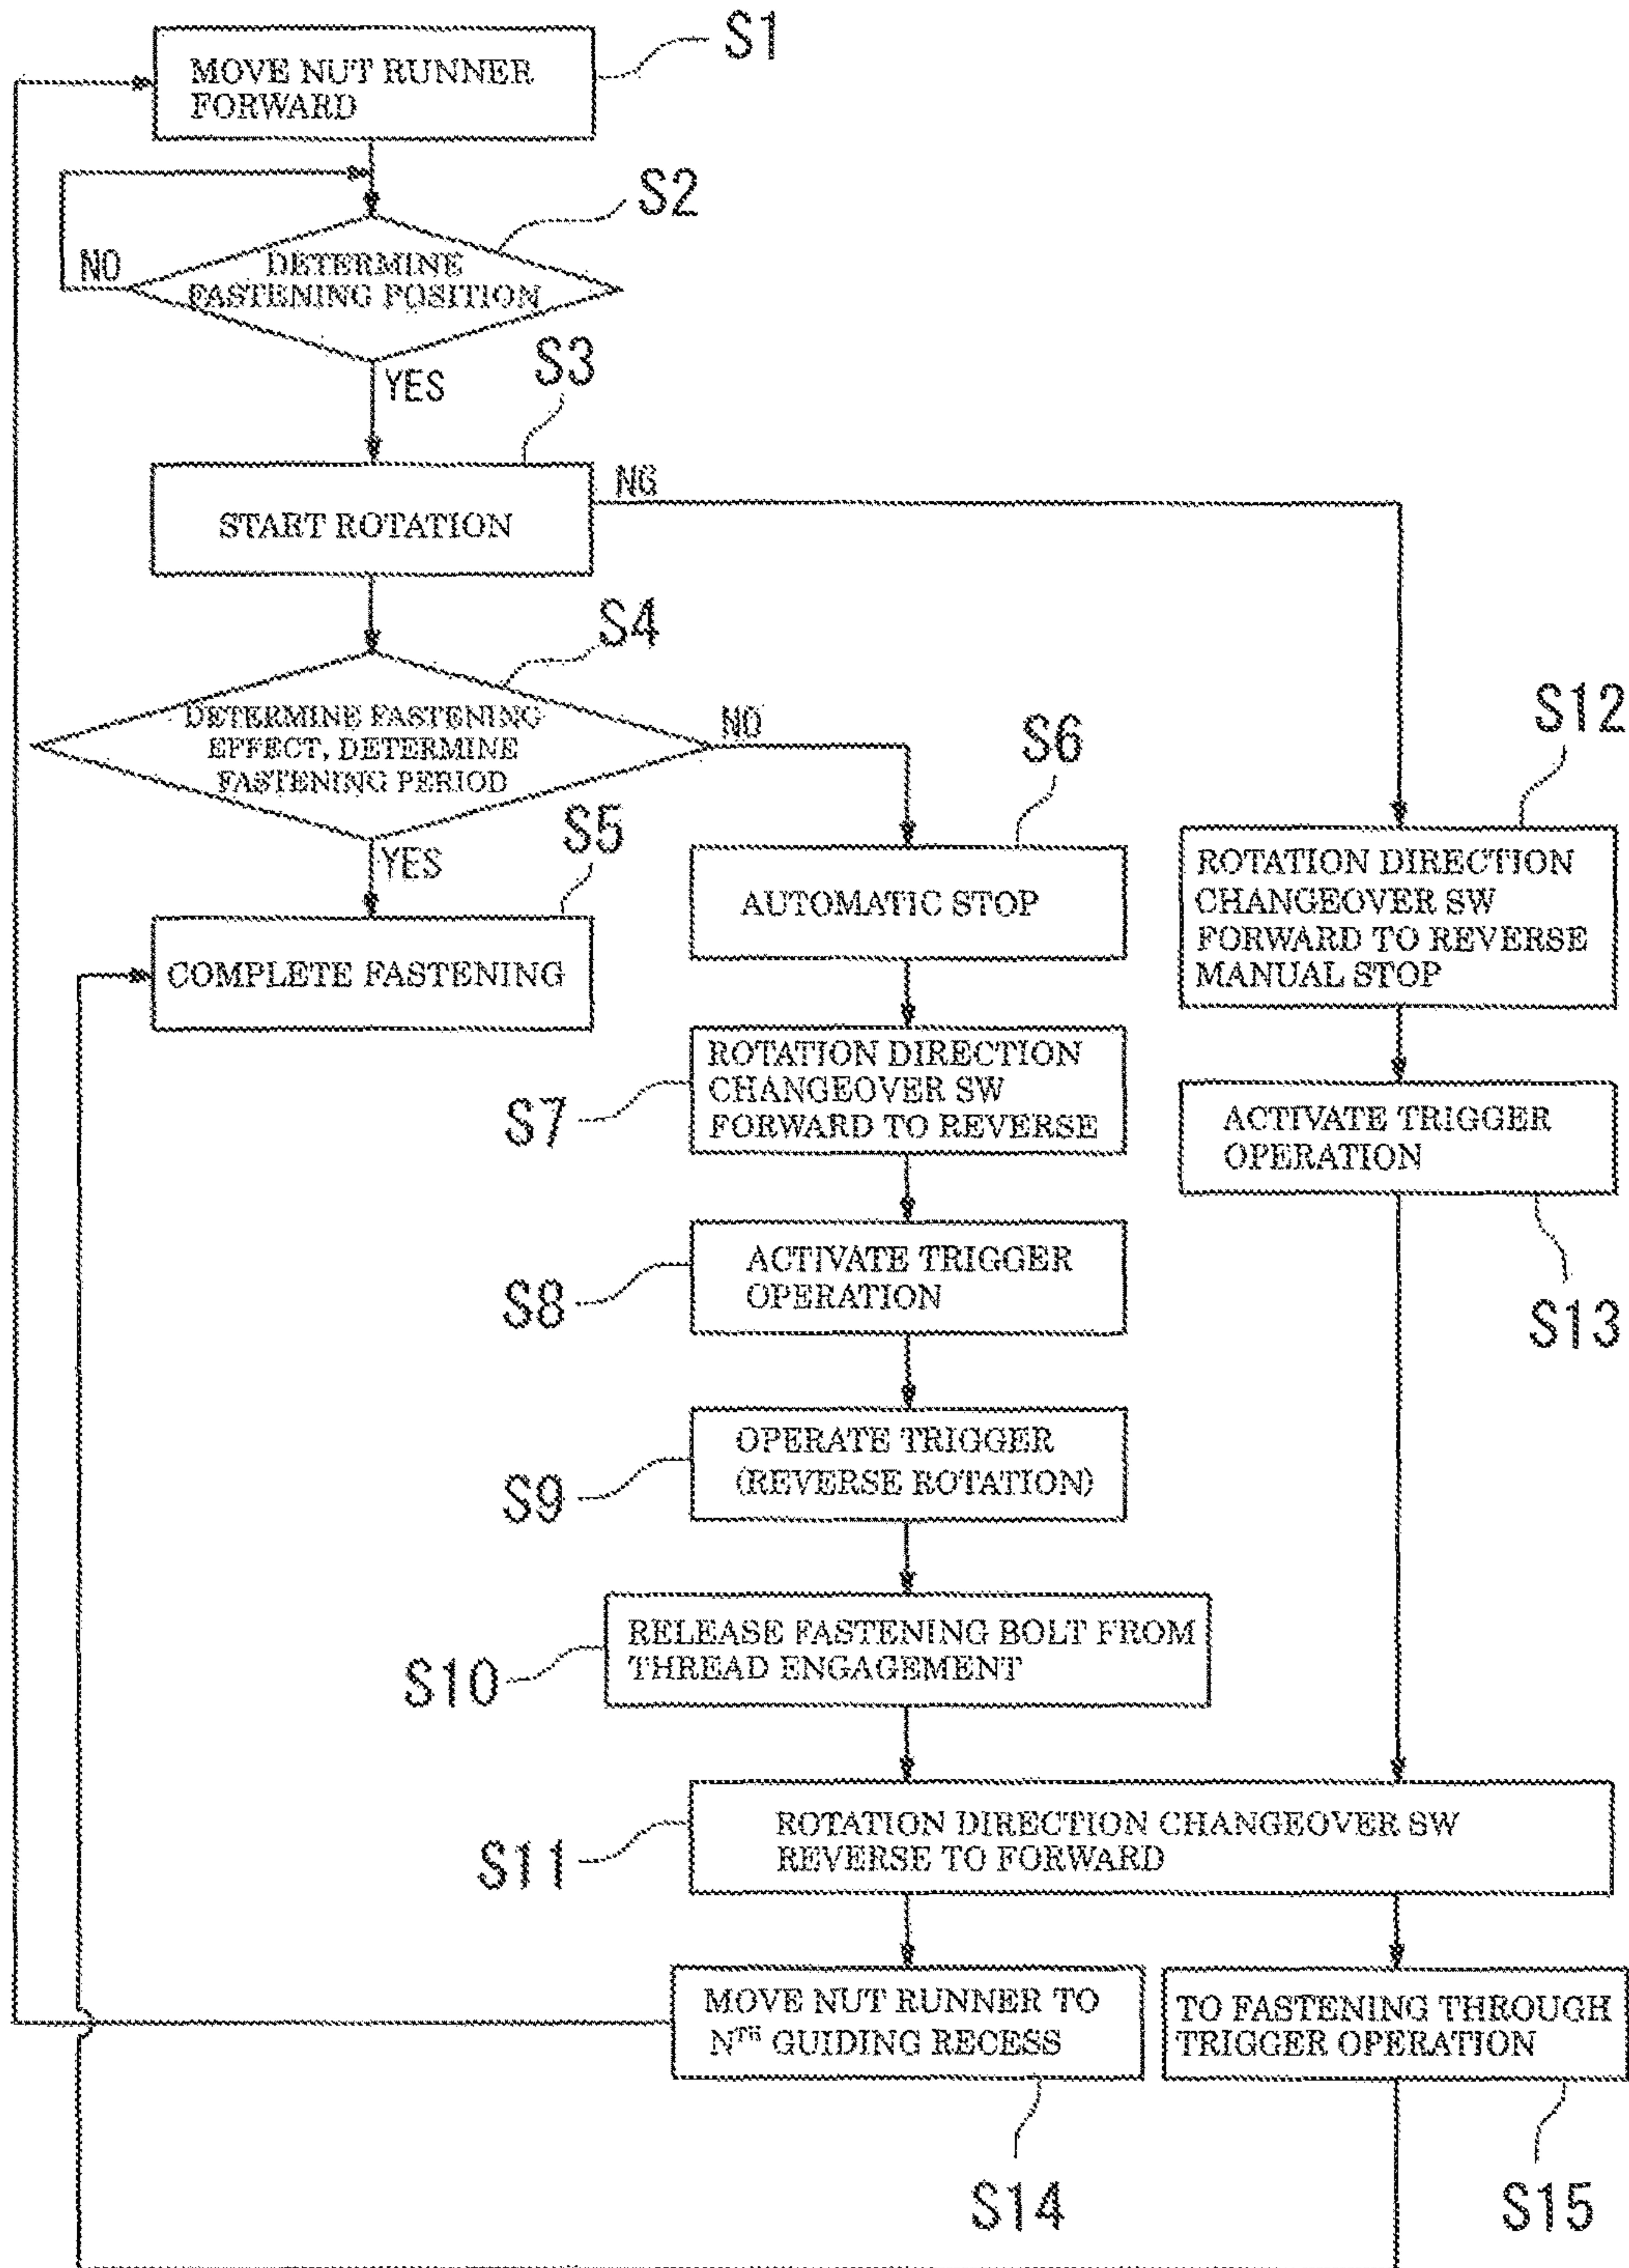 S1
MOVE NUT RUNNER
FORWARD
S2
NO
DETERMINE
FASTENING POSITION
YES
S3
NG
START ROTATION
S4
DETERMINE FASTENING
EFFECT, DETERMINE
FASTENING PERIOD
NO
YES
S5
COMPLETE FASTENING
S6
AUTOMATIC STOP
S12
ROTATION DIRECTION
CHANGEOVER SW
FORWARD TO REVERSE
MANUAL STOP
S7
ROTATION DIRECTION
CHANGEOVER SW
FORWARD TO REVERSE
ACTIVATE TRIGGER
OPERATION
S13
S8
ACTIVATE TRIGGER
OPERATION
S9
OPERATE TRIGGER
(REVERSE ROTATION)
S10
RELEASE FASTENING BOLT FROM
THREAD ENGAGEMENT
S11
ROTATION DIRECTION CHANGEOVER SW
REVERSE TO FORWARD
MOVE NUT RUNNER TO
NTH GUIDING RECESS
S14
TO FASTENING THROUGH
TRIGGER OPERATION
S15